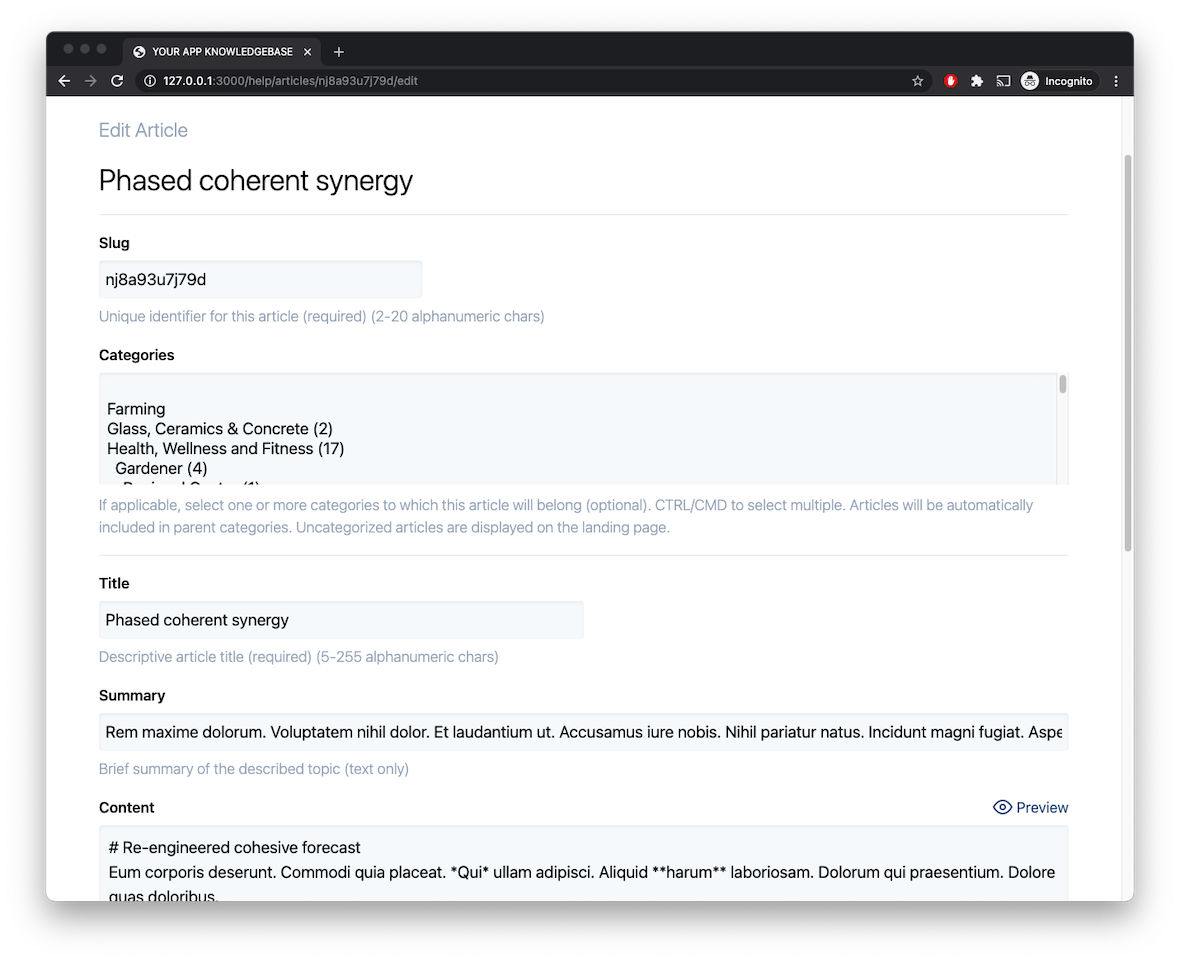 YOUR APP KNOWLEDGEBASE
127.0.0.1:3000/help/articles/nj8a93u7j79d/edit
Incognito
Edit Article
Phased coherent synergy
Slug
nj8a93u7j79d
Unique identifier for this article (required) (2-20 alphanumeric chars)
Categories
Farming
Glass, Ceramics & Concrete (2)
Health, Wellness and Fitness (17)
Gardener (4)
If applicable, select one or more categories to which this article will belong (optional). CTRL/CMD to select multiple. Articles will be automatically
included in parent categories. Uncategorized articles are displayed on the landing page.
Title
Phased coherent synergy
Descriptive article title (required) (5-255 alphanumeric chars)
Summary
Rem maxime dolorum. Voluptatem nihil dolor. Et laudantium ut. Accusamus iure nobis. Nihil pariatur natus. Incidunt magni fugiat. Aspe
Brief summary of the described topic (text only)
Content
Preview
# Re-engineered cohesive forecast
Eum corporis deserunt. Commodi quia placeat. *Qui* ullam adipisci. Aliquid **harum** laboriosam. Dolorum qui praesentium. Dolore
quas doloribus.